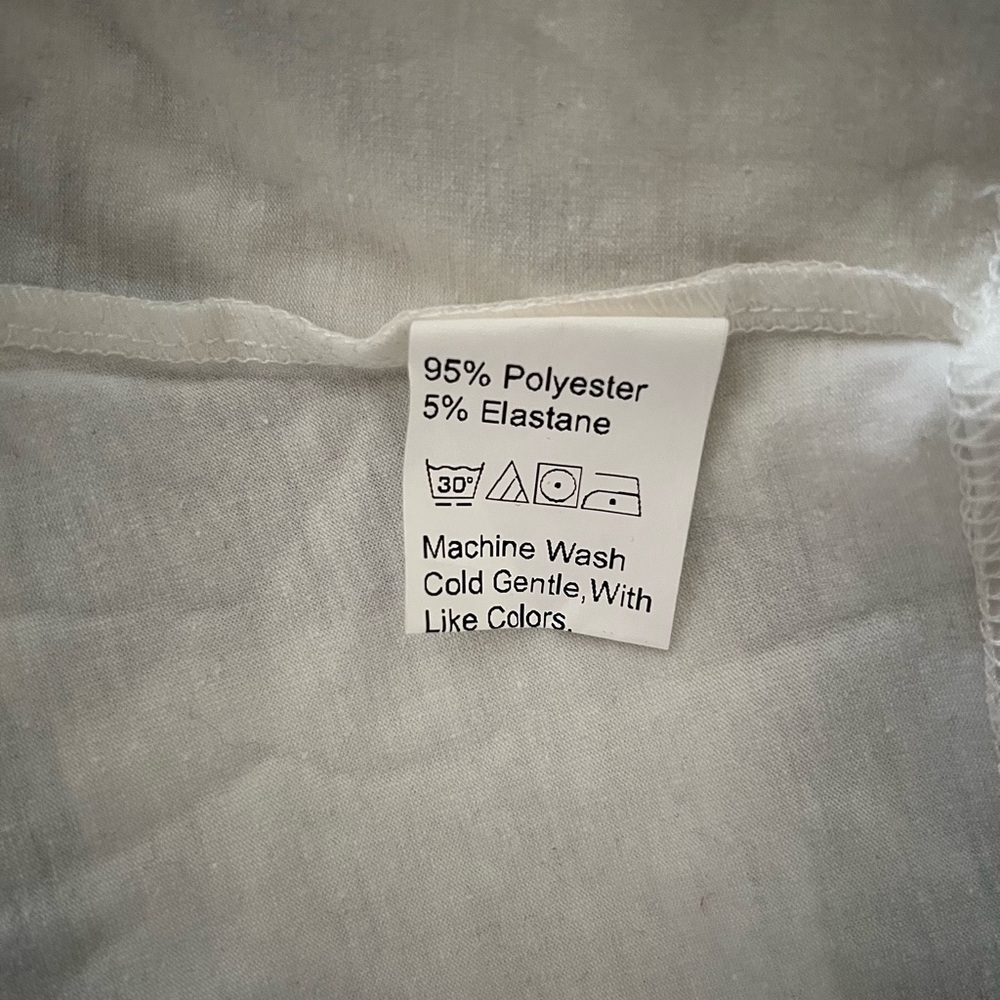 95% Polyester
5% Elastane
30°
Machine Wash
Cold Gentle,With
Like Colors.